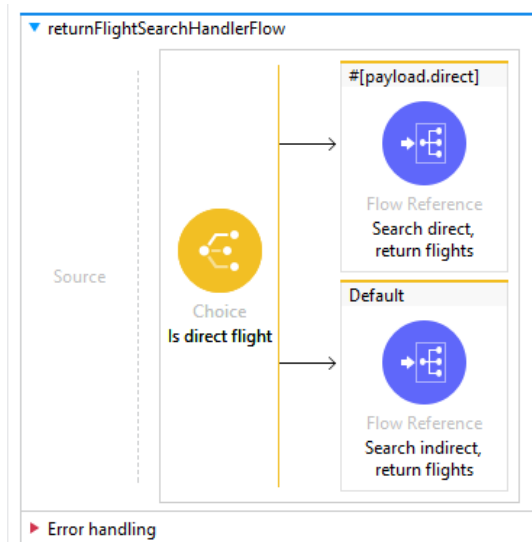 returnFlightSearchHandlerFlow
Source
Choice
Is direct flight
#[payload.direct]
Flow Reference
Search direct,
return flights
Default
Flow Reference
Search indirect,
return flights
Error handling